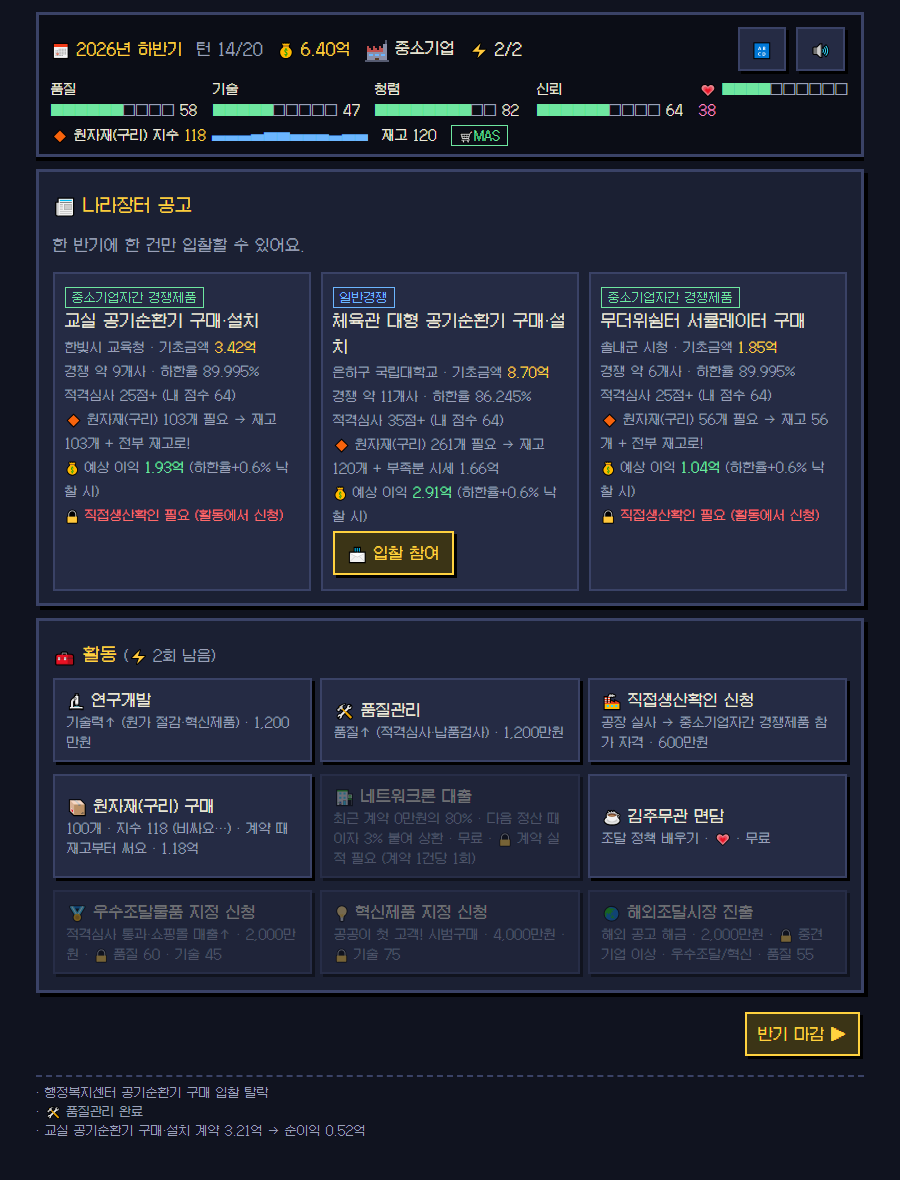 2026년 하반기 턴 14/20 6.40억 중소기업 2/2
품질 기술 청렴 신뢰
58 47 82 64 38
원자재(구리) 지수 118 재고 120 MAS
나라장터 공고
한 반기에 한 건만 입찰할 수 있어요.
중소기업자간 경쟁제품
교실 공기순환기 구매·설치
한빛시 교육청 · 기초금액 3.42억
경쟁 약 9개사 · 하한율 89.995%
적격심사 25점+ (내 점수 64)
원자재(구리) 103개 필요 → 재고
103개 + 전부 재고로!
예상 이익 1.93억 (하한율+0.6% 낙
찰 시)
직접생산확인 필요 (활동에서 신청)
일반경쟁
체육관 대형 공기순환기 구매·설
치
은하구 국립대학교 · 기초금액 8.70억
경쟁 약 11개사 · 하한율 86.245%
적격심사 35점+ (내 점수 64)
원자재(구리) 261개 필요 → 재고
120개 + 부족분 시세 1.66억
예상 이익 2.91억 (하한율+0.6% 낙
찰 시)
입찰 참여
중소기업자간 경쟁제품
무더위쉼터 서큘레이터 구매
솔내군 시청 · 기초금액 1.85억
경쟁 약 6개사 · 하한율 89.995%
적격심사 25점+ (내 점수 64)
원자재(구리) 56개 필요 → 재고 56
개 + 전부 재고로!
예상 이익 1.04억 (하한율+0.6% 낙
찰 시)
직접생산확인 필요 (활동에서 신청)
활동 (⚡ 2회 남음)
연구개발
기술력↑ (원가 절감·혁신제품) · 1,200
만원
품질관리
품질↑ (적격심사·납품검사) · 1,200만원
직접생산확인 신청
공장 실사 → 중소기업자간 경쟁제품 참
가 자격 · 600만원
원자재(구리) 구매
100개 · 지수 118 (비싸요…) · 계약 때
재고부터 써요 · 1.18억
네트워크론 대출
최근 계약 0만원의 80% · 다음 정산 때
이자 3% 붙여 상환 · 무료 · 🔒 계약 실
적 필요 (계약 1건당 1회)
김주무관 면담
조달 정책 배우기 · ❤ · 무료
우수조달물품 지정 신청
적격심사 통과·쇼핑몰 매출↑ · 2,000만
원 · 🔒 품질 60 · 기술 45
혁신제품 지정 신청
공공이 첫 고객! 시범구매 · 4,000만원 ·
🔒 기술 75
해외조달시장 진출
해외 공고 해금 · 2,000만원 · 🔒 중견
기업 이상 · 우수조달/혁신 · 품질 55
반기 마감 ▶
· 행정복지센터 공기순환기 구매 입찰 탈락
· 품질관리 완료
· 교실 공기순환기 구매·설치 계약 3.21억 → 순이익 0.52억